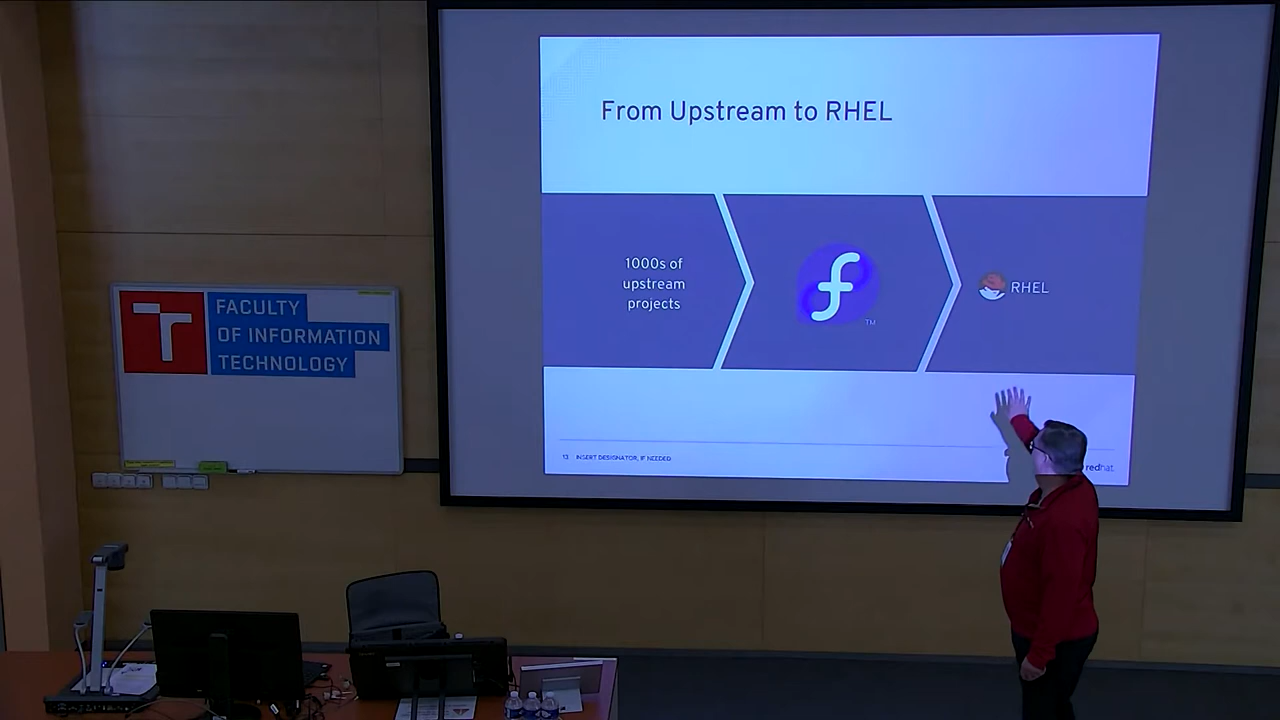 From Upstream to RHEL
1000s of
upstream
projects
TM
RHEL
13 INSERT DESIGNATOR, IF NEEDED
redhat.
FACULTY
OF INFORMATION
TECHNOLOGY